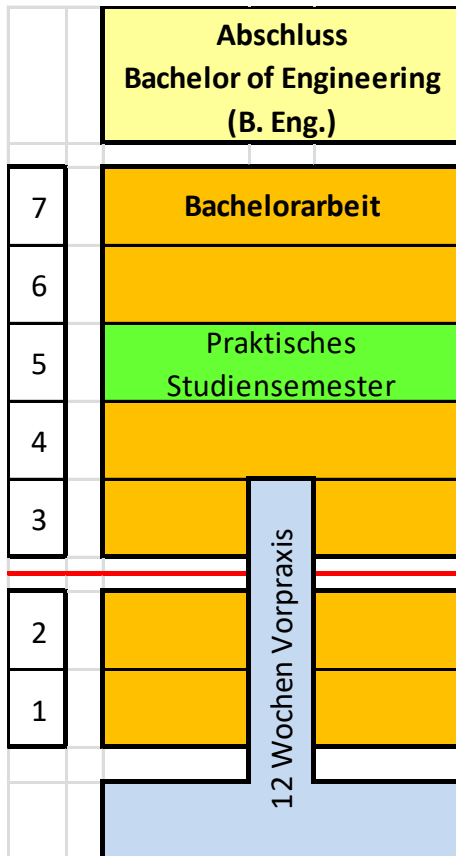 Abschluss
Bachelor of Engineering
(B. Eng.)
7
Bachelorarbeit
6
5
Praktisches
Studiensemester
4
3
2
1
12 Wochen Vorpraxis